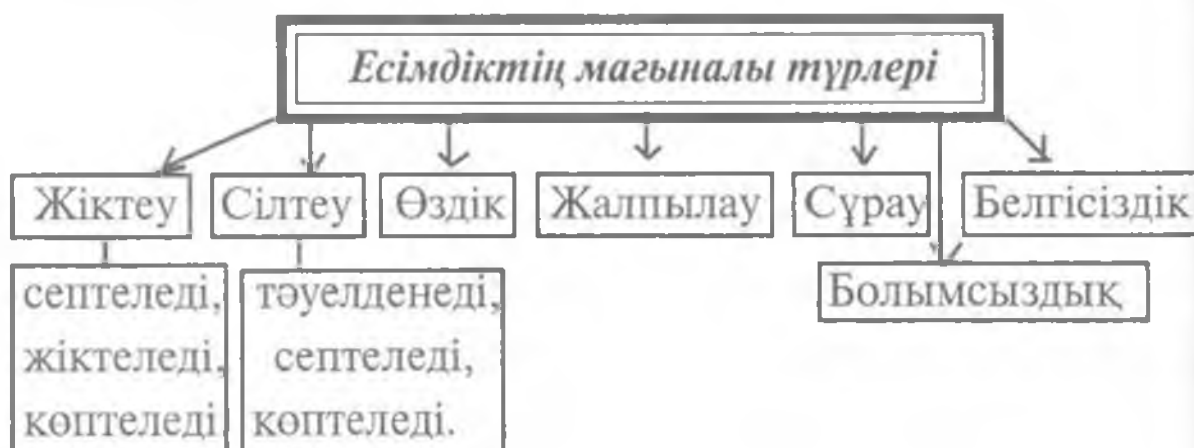 Есімдіктің мағыналы түрлері
Жіктеу Сілтеу Өздік Жалпылау Сұрау Белгісіздік
Болымсыздық
септеледі,
жіктеледі,
көптеледі
тәуелденеді,
септеледі,
көптеледі.